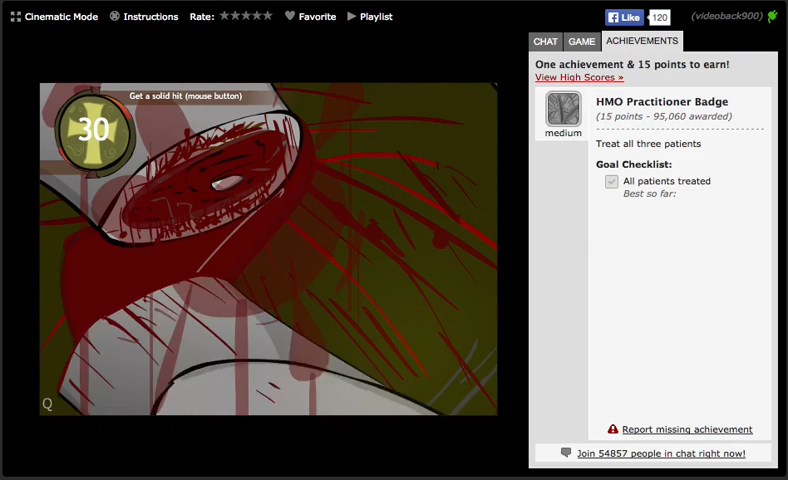 Cinematic Mode Instructions Rate: Favorite Playlist Like 120 (videoback900)
CHAT GAME ACHIEVEMENTS
One achievement & 15 points to earn!
View High Scores »
HMO Practitioner Badge
(15 points - 95,060 awarded)
medium
Treat all three patients
Goal Checklist:
All patients treated
Best so far:
Report missing achievement
Join 54857 people in chat right now!
Get a solid hit (mouse button)
30
Q